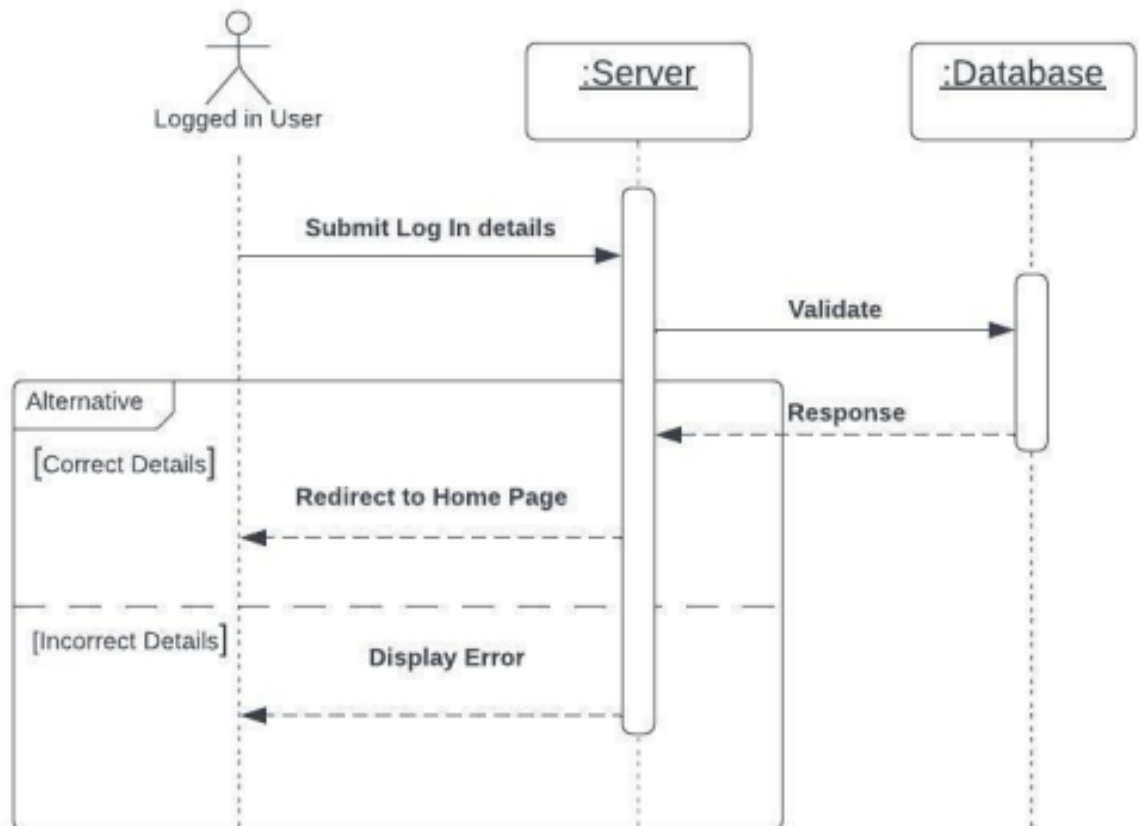 Logged in User
:Server
:Database
Submit Log In details
Validate
Alternative
Response
[Correct Details]
Redirect to Home Page
[Incorrect Details]
Display Error